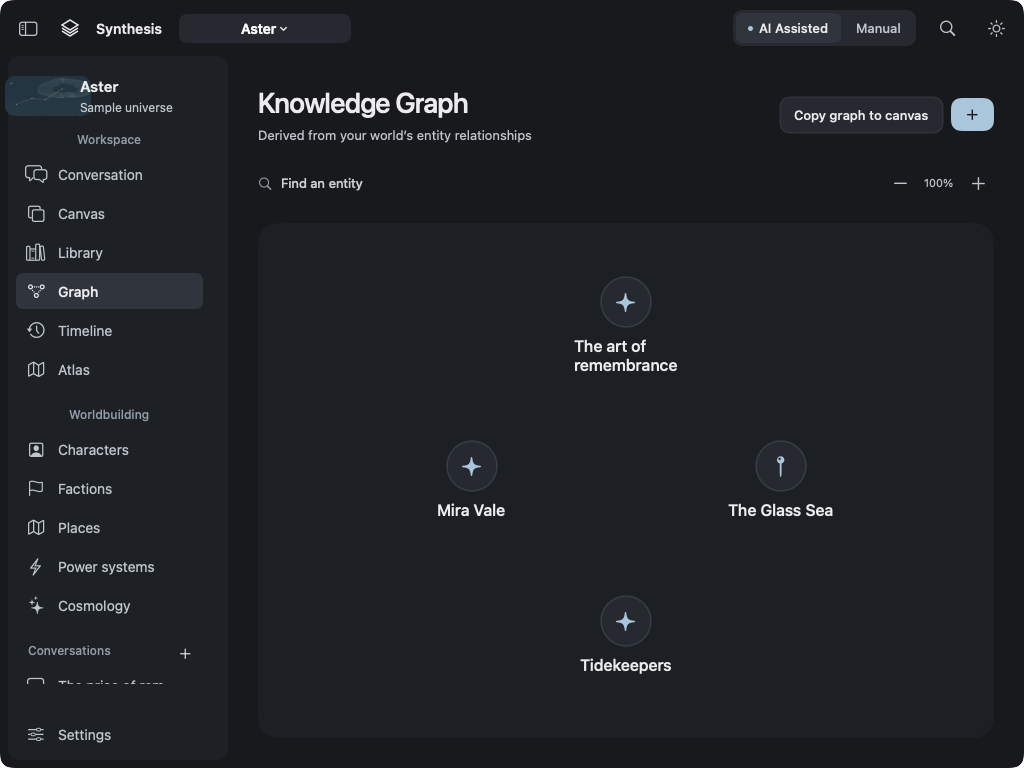 Synthesis
Aster
AI Assisted
Manual
Aster
Sample universe
Workspace
Conversation
Canvas
Library
Graph
Timeline
Atlas
Worldbuilding
Characters
Factions
Places
Power systems
Cosmology
Conversations
Settings
Knowledge Graph
Derived from your world’s entity relationships
Copy graph to canvas
Find an entity
100%
The art of
remembrance
Mira Vale
The Glass Sea
Tidekeepers